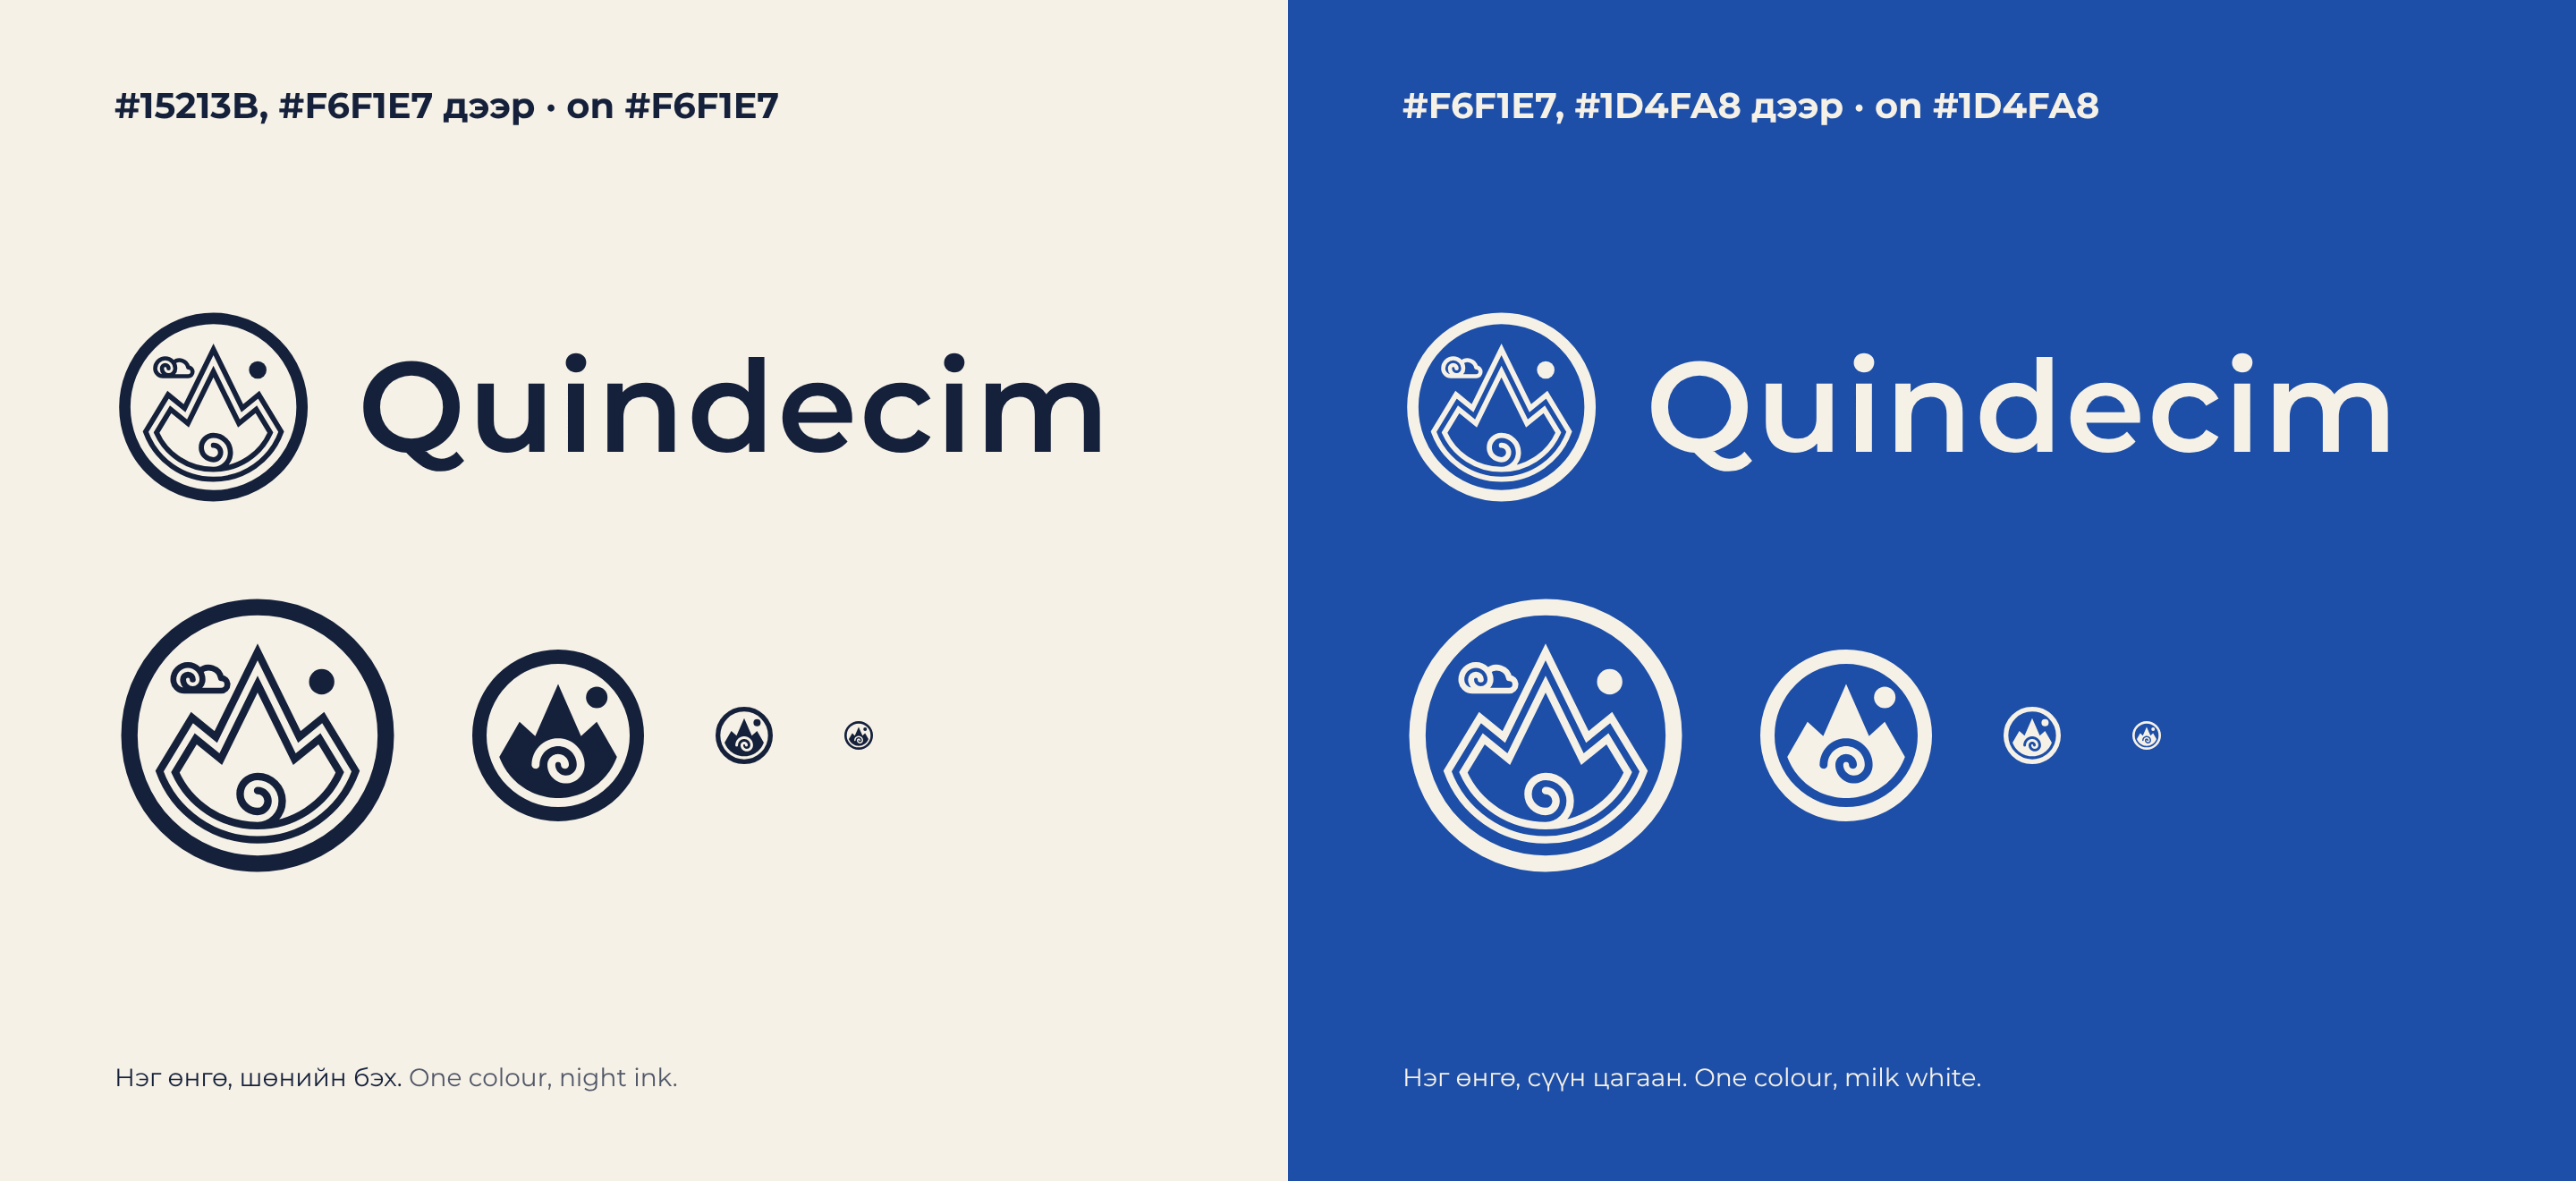 #15213B, #F6F1E7 дээр · on #F6F1E7
Quindecim
Нэг өнгө, шөнийн бэх. One colour, night ink.
#F6F1E7, #1D4FA8 дээр · on #1D4FA8
Quindecim
Нэг өнгө, сүүн цагаан. One colour, milk white.